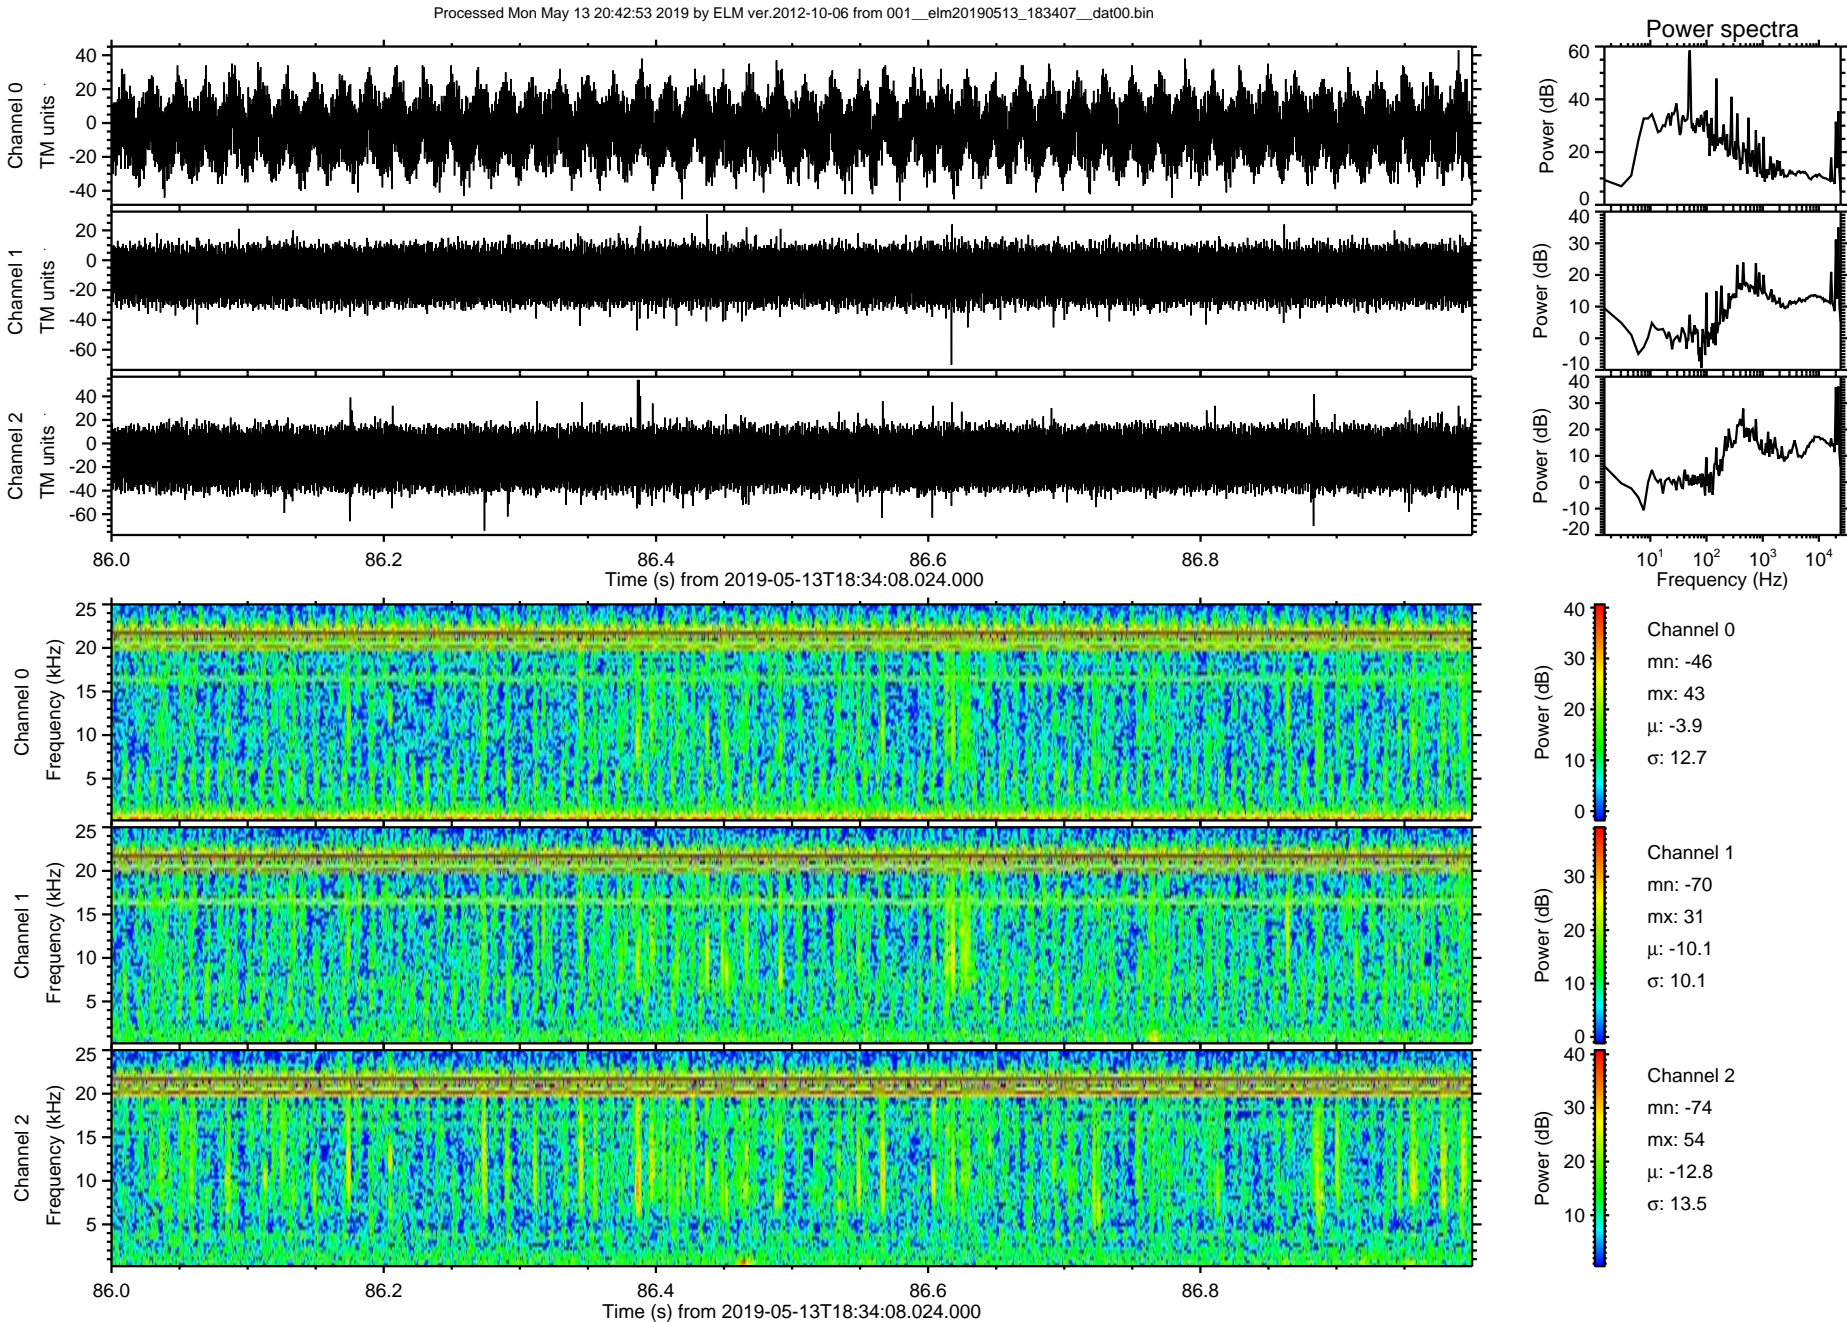 Processed Mon May 13 20:42:53 2019 by ELM ver.2012-10-06 from 001__elm20190513_183407__dat00.bin
Power spectra
Channel 0
TM units
40
20
0
-20
-40
Power (dB)
60
40
20
0
Channel 1
TM units
20
0
-20
-40
-60
Power (dB)
40
30
20
10
0
-10
Channel 2
TM units
40
20
0
-20
-40
-60
Power (dB)
40
30
20
10
0
-10
-20
86.0 86.2 86.4 86.6 86.8
Time (s) from 2019-05-13T18:34:08.024.000
10^1 10^2 10^3 10^4
Frequency (Hz)
Channel 0
Frequency (kHz)
25
20
15
10
5
Power (dB)
40
30
20
10
0
Channel 0
mn: -46
mx: 43
μ: -3.9
σ: 12.7
Channel 1
Frequency (kHz)
25
20
15
10
5
Power (dB)
30
20
10
0
Channel 1
mn: -70
mx: 31
μ: -10.1
σ: 10.1
Channel 2
Frequency (kHz)
25
20
15
10
5
Power (dB)
40
30
20
10
Channel 2
mn: -74
mx: 54
μ: -12.8
σ: 13.5
86.0 86.2 86.4 86.6 86.8
Time (s) from 2019-05-13T18:34:08.024.000